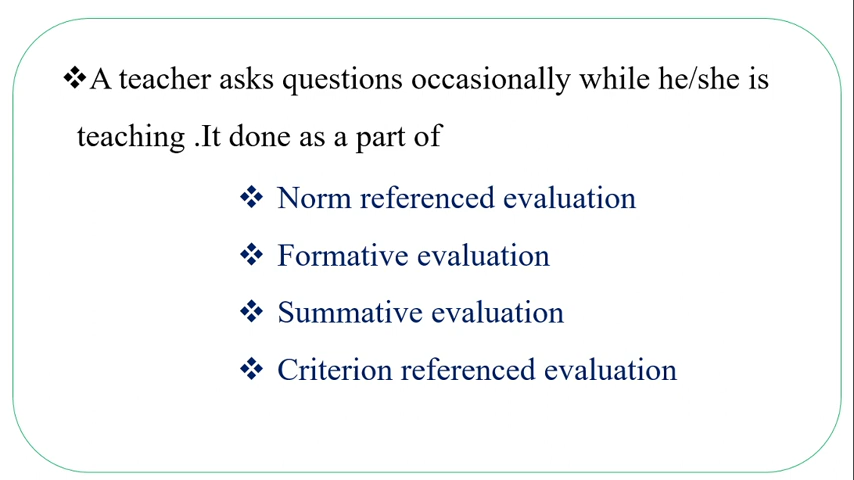 ❖A teacher asks questions occasionally while he/she is
teaching .It done as a part of
❖ Norm referenced evaluation
❖ Formative evaluation
❖ Summative evaluation
❖ Criterion referenced evaluation